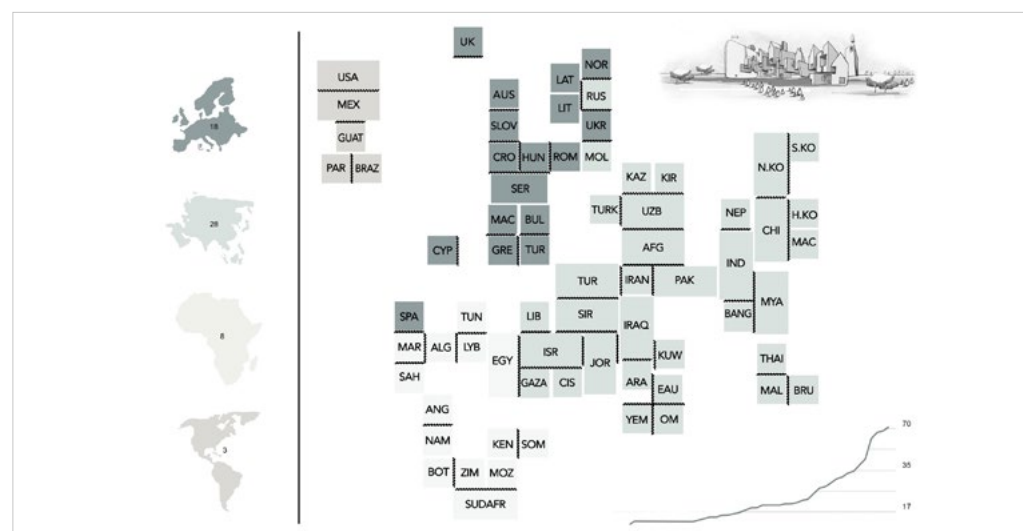 UK
USA
MEX
GUAT
PAR BRAZ
NOR
LAT
RUS
AUS
LIT
SLOV
UKR
CRO HUN ROM MOL
SER
MAC BUL
CYP GRE TUR
KAZ KIR
TURK UZB
AFG
TUR IRAN PAK
SIR IRAQ
N.KO S.KO
NEP CHI H.KO
MAC
IND
MYA
BANG
THAI
MAL BRU
SPA TUN LIB
MAR ALG LYB EGY ISR JOR KUW
SAH GAZA CIS ARA EAU
YEM OM
ANG
NAM KEN SOM
BOT ZIM MOZ
SUDAFR
18
28
8
3
70
35
17